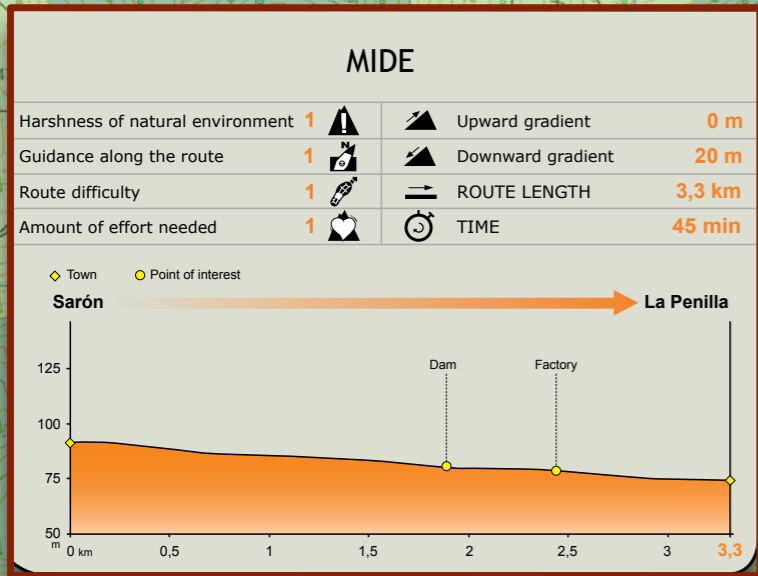 MIDE
Harshness of natural environment 1
Upward gradient 0 m
Guidance along the route 1
N
Downward gradient 20 m
Route difficulty 1
ROUTE LENGTH 3,3 km
Amount of effort needed 1
TIME 45 min
Town
Point of interest
Sarón
La Penilla
Dam
Factory
125
100
75
50
m
0 km
0,5
1
1,5
2
2,5
3
3,3